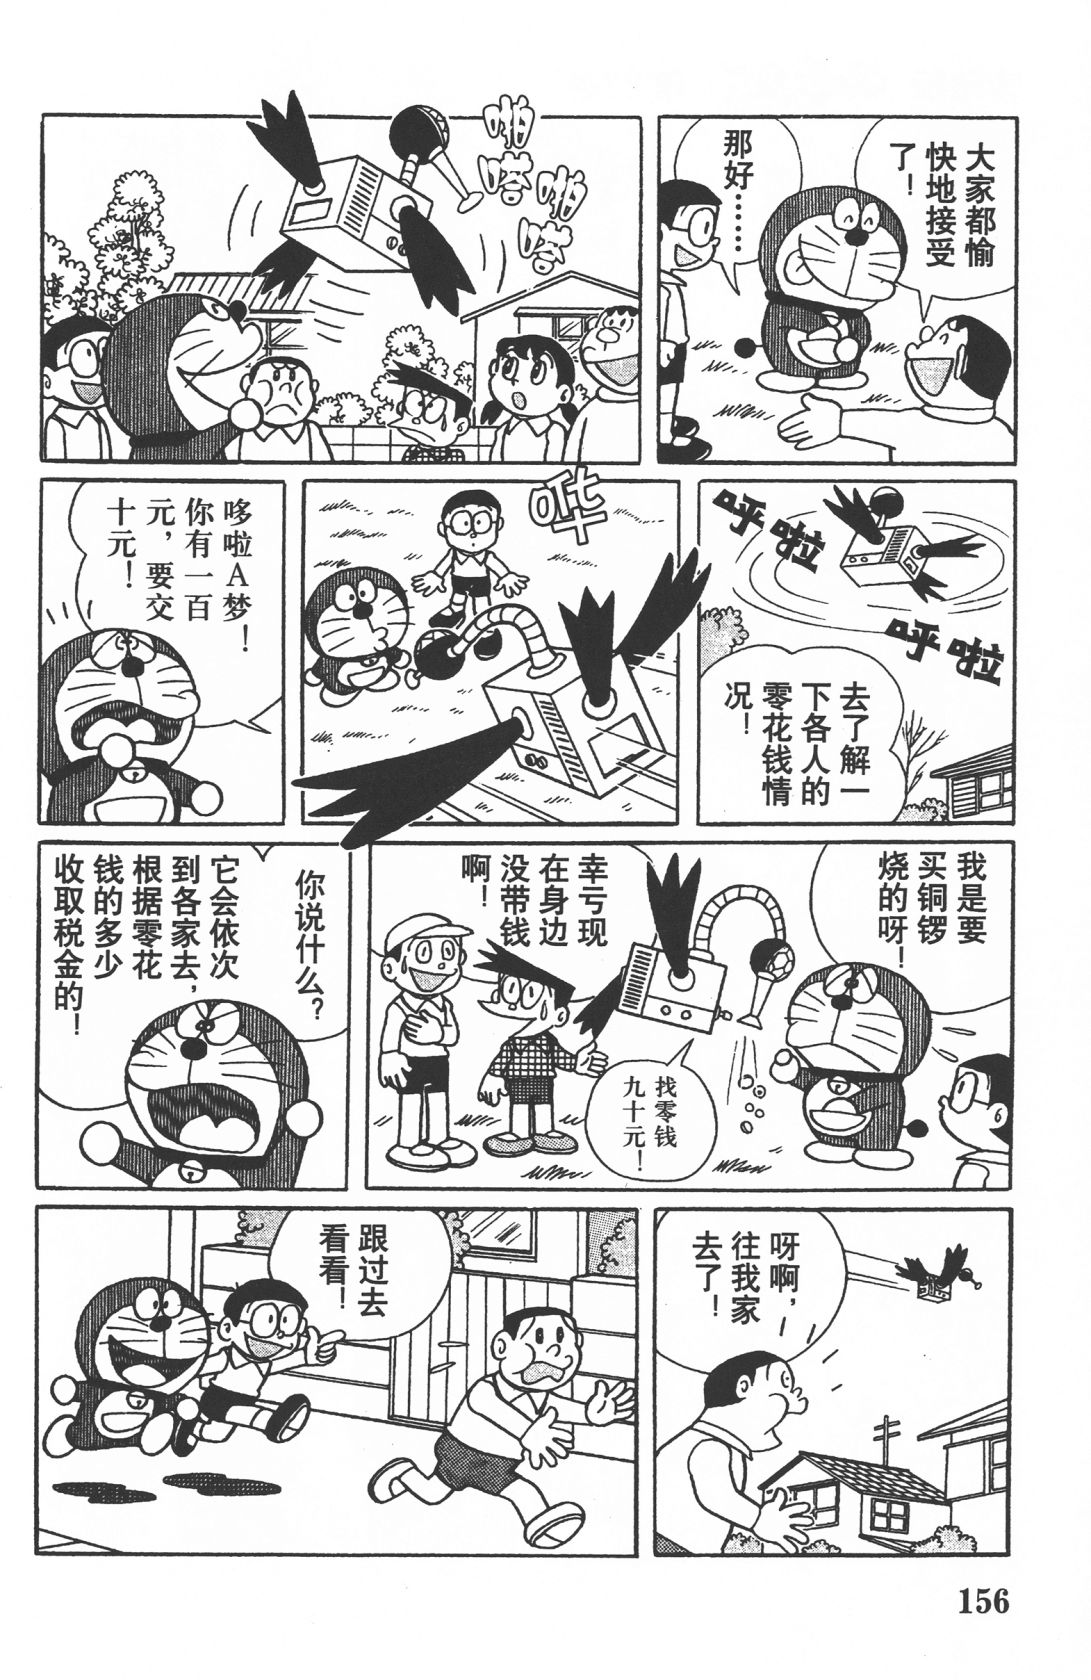 大家都愉
快地接受
了！
那好……
啪
嗒
啪
嗒
呼啦
呼啦
去了解一
下各人的
零花钱情
况！
哗
哆啦A梦！
你有一百
元，要交
十元！
我是要
买铜锣
烧的呀！
找零钱
九十元！
幸亏现
在身边
没带钱
啊！
你说什么？
它会依次
到各家去，
根据零花
钱的多少
收取税金的！
呀啊，
往我家
去了！
跟过去
看看！
156